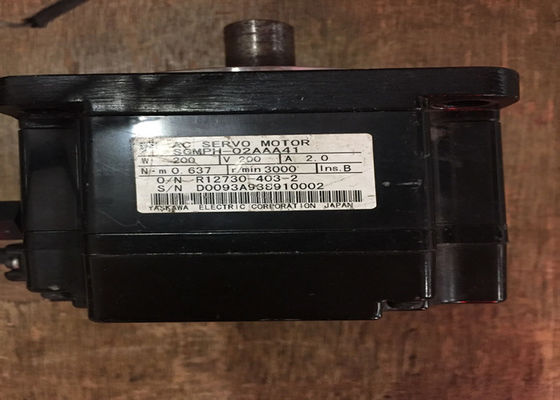 AC SERVO MOTOR
SGMPH-02AAA41
W 200 V 200 A 2.0
N-m 0.637 r/min 3000 Ins.B
O/N R12730-403-2
S/N D0093A938910002
YASKAWA ELECTRIC CORPORATION JAPAN